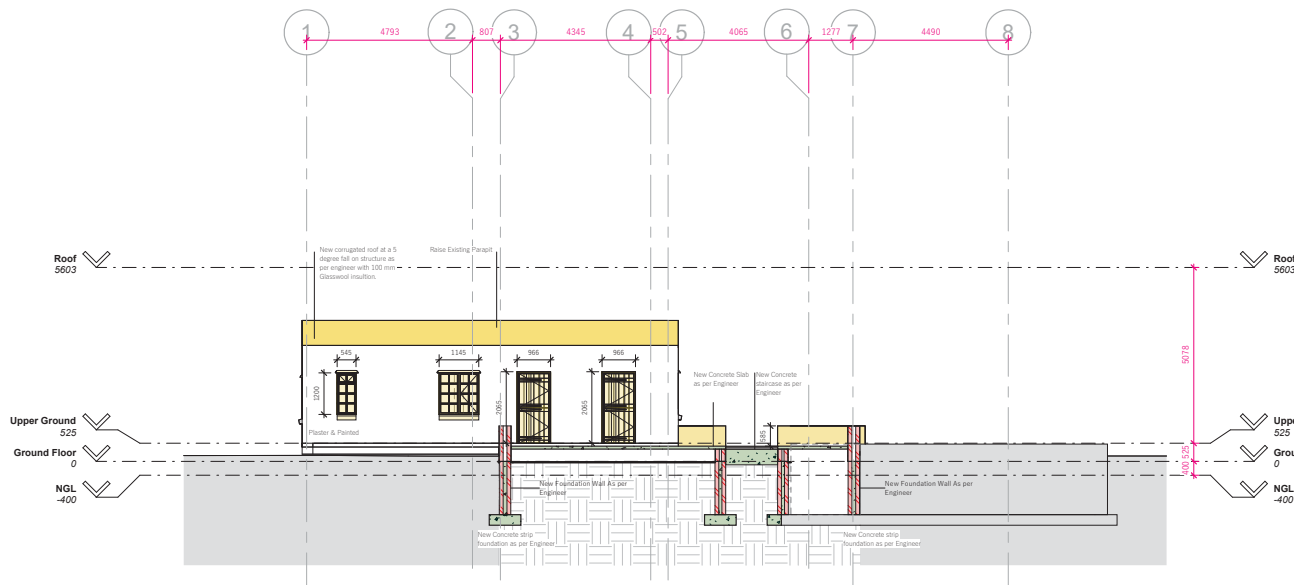 1
2
3
4
5
6
7
8
4793
807
4345
502
4065
1277
4490
Roof
5603
Roof
5603
New corrugated roof at a 5
degree fall on structure as
per engineer with 100 mm
Glasswool insultion.
Raise Existing Parapit
5078
545
1145
966
966
1200
2065
2065
New Concrete Slab
as per Engineer
New Concrete
staircase as per
Engineer
Plaster & Painted
585
Upper Ground
525
Ground Floor
0
NGL
-400
Uppe
525
Grou
0
NGL
-400
525
400
New Foundation Wall As per
Engineer
New Foundation Wall As per
Engineer
New Concrete strip
foundation as per Engineer
New Concrete strip
foundation as per Engineer